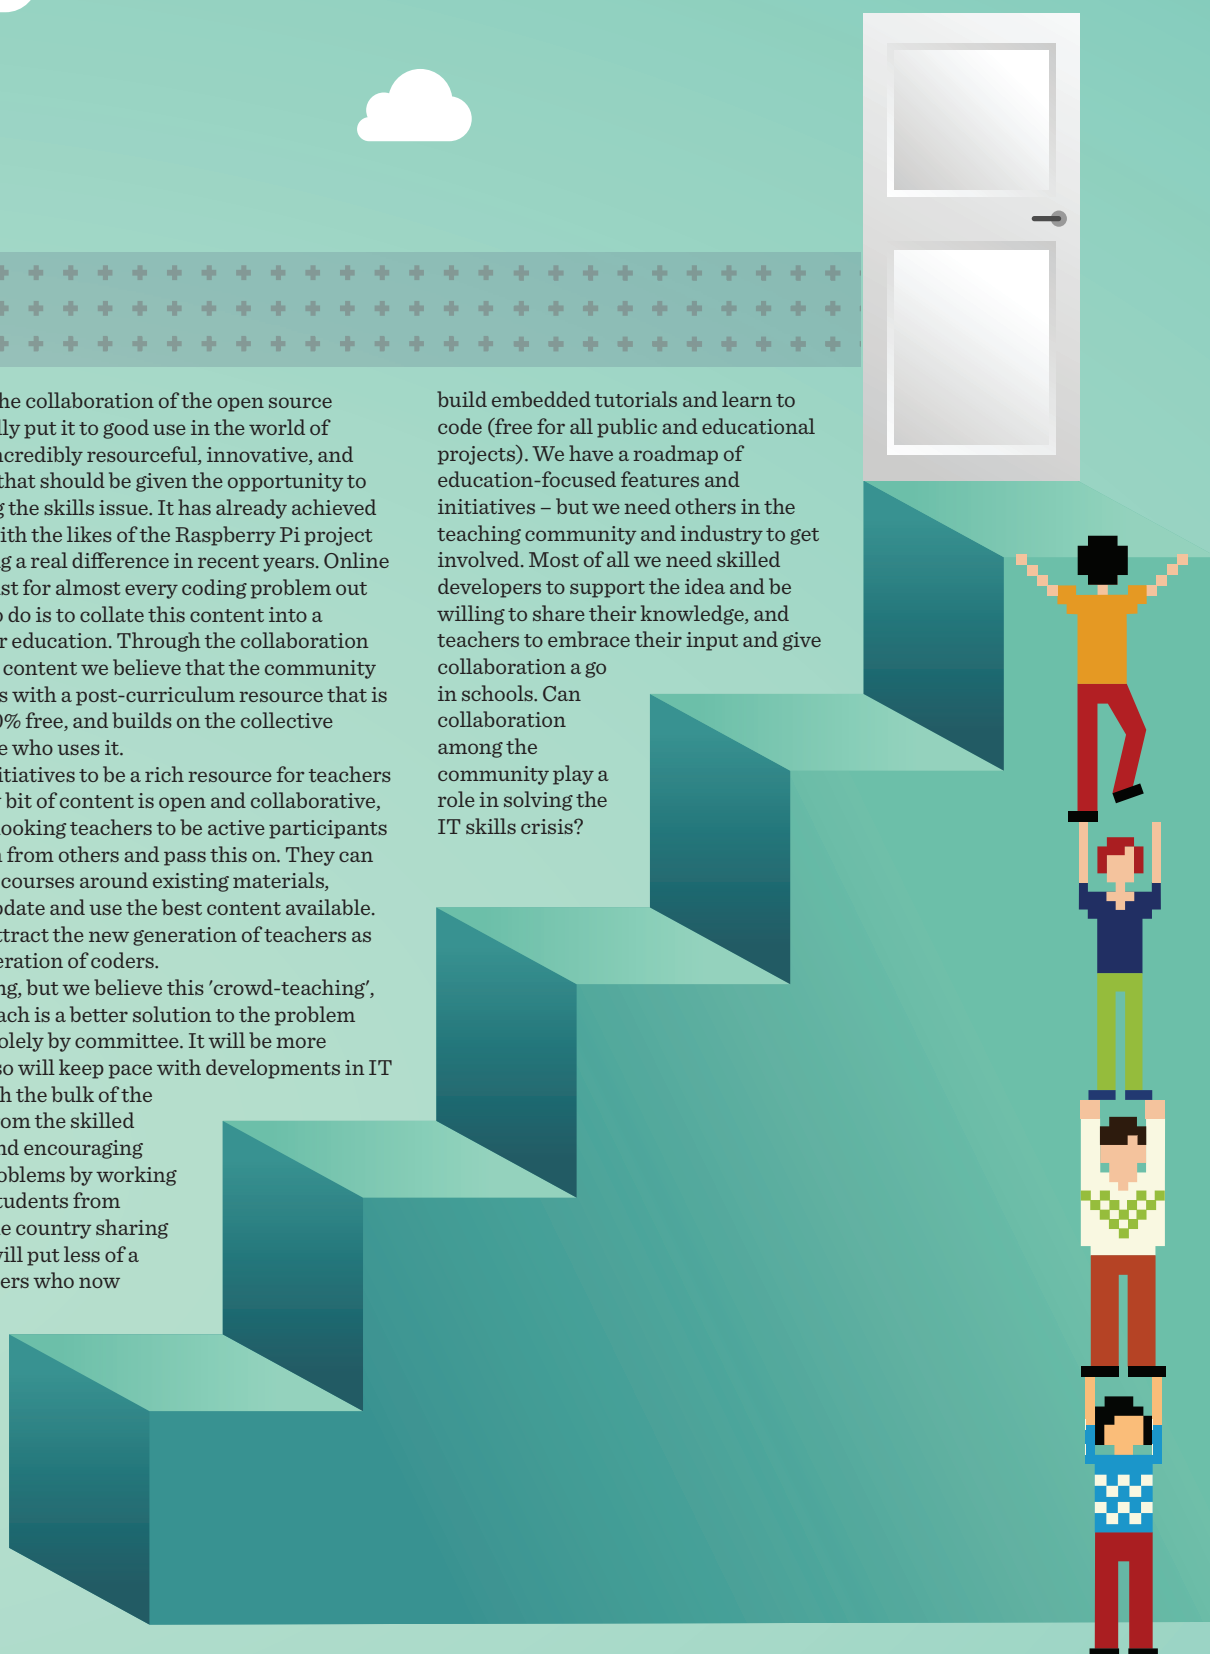 he collaboration of the open source
lly put it to good use in the world of
ncredibly resourceful, innovative, and
that should be given the opportunity to
g the skills issue. It has already achieved
ith the likes of the Raspberry Pi project
ng a real difference in recent years. Online
ist for almost every coding problem out
o do is to collate this content into a
r education. Through the collaboration
content we believe that the community
s with a post-curriculum resource that is
0% free, and builds on the collective
e who uses it.
itiatives to be a rich resource for teachers
y bit of content is open and collaborative,
looking teachers to be active participants
n from others and pass this on. They can
courses around existing materials,
pdate and use the best content available.
ttract the new generation of teachers as
eration of coders.
ng, but we believe this 'crowd-teaching',
ach is a better solution to the problem
olely by committee. It will be more
so will keep pace with developments in IT
h the bulk of the
om the skilled
nd encouraging
oblems by working
tudents from
e country sharing
will put less of a
ers who now
build embedded tutorials and learn to
code (free for all public and educational
projects). We have a roadmap of
education-focused features and
initiatives – but we need others in the
teaching community and industry to get
involved. Most of all we need skilled
developers to support the idea and be
willing to share their knowledge, and
teachers to embrace their input and give
collaboration a go
in schools. Can
collaboration
among the
community play a
role in solving the
IT skills crisis?